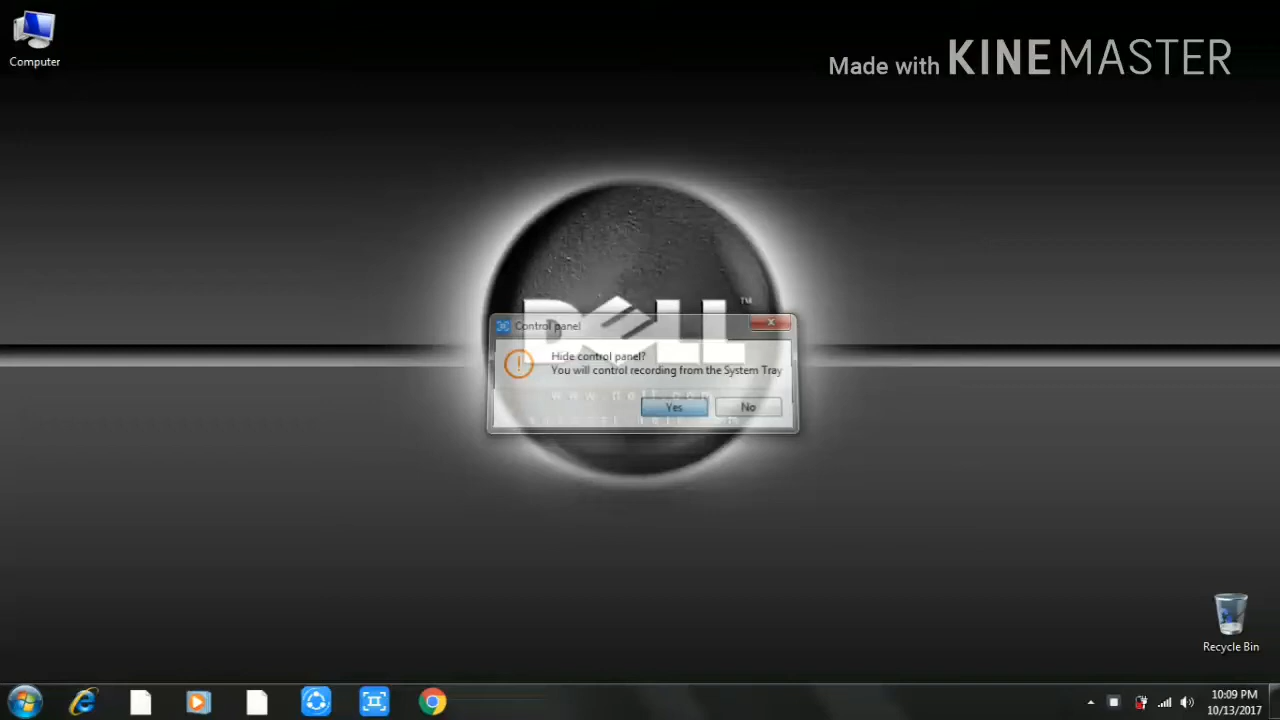 Computer
Made with KINEMASTER
DELL™
Control panel
Hide control panel?
You will control recording from the System Tray
Yes
No
Recycle Bin
10:09 PM
10/13/2017